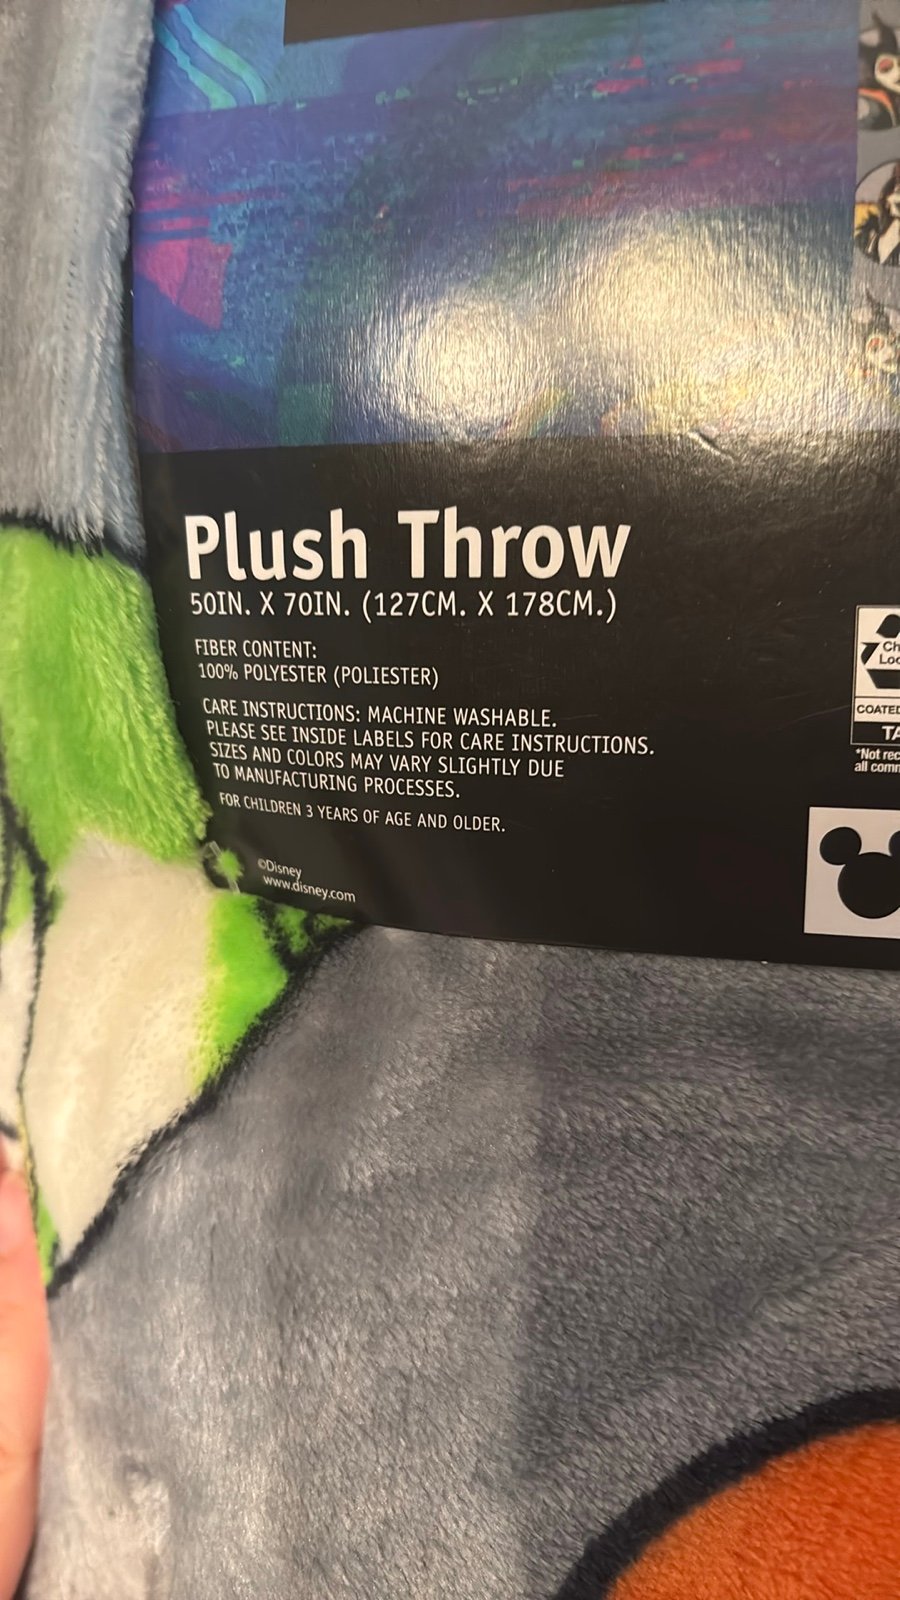 Plush Throw
50IN. X 70IN. (127CM. X 178CM.)
FIBER CONTENT:
100% POLYESTER (POLIESTER)
CARE INSTRUCTIONS: MACHINE WASHABLE.
PLEASE SEE INSIDE LABELS FOR CARE INSTRUCTIONS.
SIZES AND COLORS MAY VARY SLIGHTLY DUE
TO MANUFACTURING PROCESSES.
FOR CHILDREN 3 YEARS OF AGE AND OLDER.
©Disney
www.disney.com
COATED
*Not
all